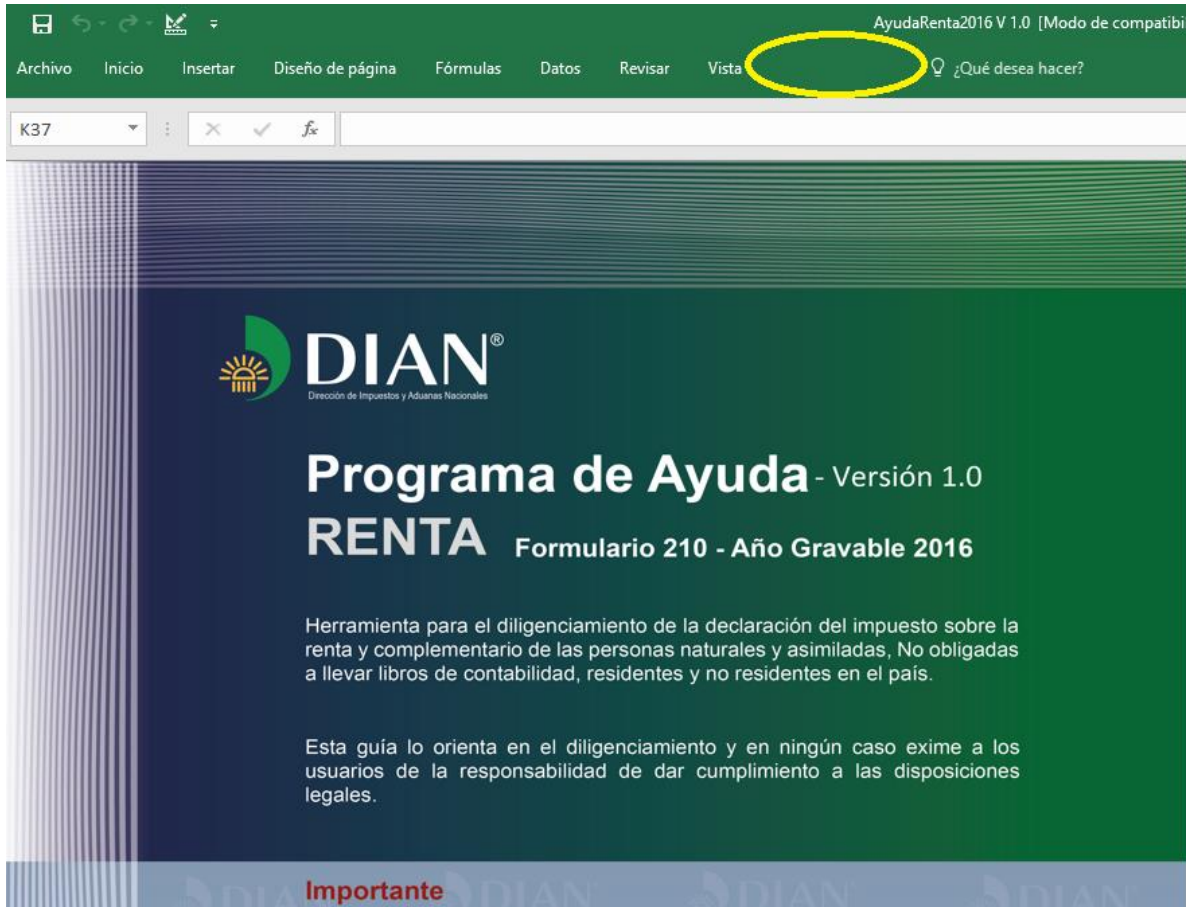 AyudaRenta2016 V 1.0 [Modo de compatibi
Archivo Inicio Insertar Diseño de página Fórmulas Datos Revisar Vista ¿Qué desea hacer?
K37 fx
DIAN®
Dirección de Impuestos y Aduanas Nacionales
Programa de Ayuda - Versión 1.0
RENTA Formulario 210 - Año Gravable 2016
Herramienta para el diligenciamiento de la declaración del impuesto sobre la
renta y complementario de las personas naturales y asimiladas, No obligadas
a llevar libros de contabilidad, residentes y no residentes en el país.
Esta guía lo orienta en el diligenciamiento y en ningún caso exime a los
usuarios de la responsabilidad de dar cumplimiento a las disposiciones
legales.
Importante
DIAN DIAN DIAN DIAN